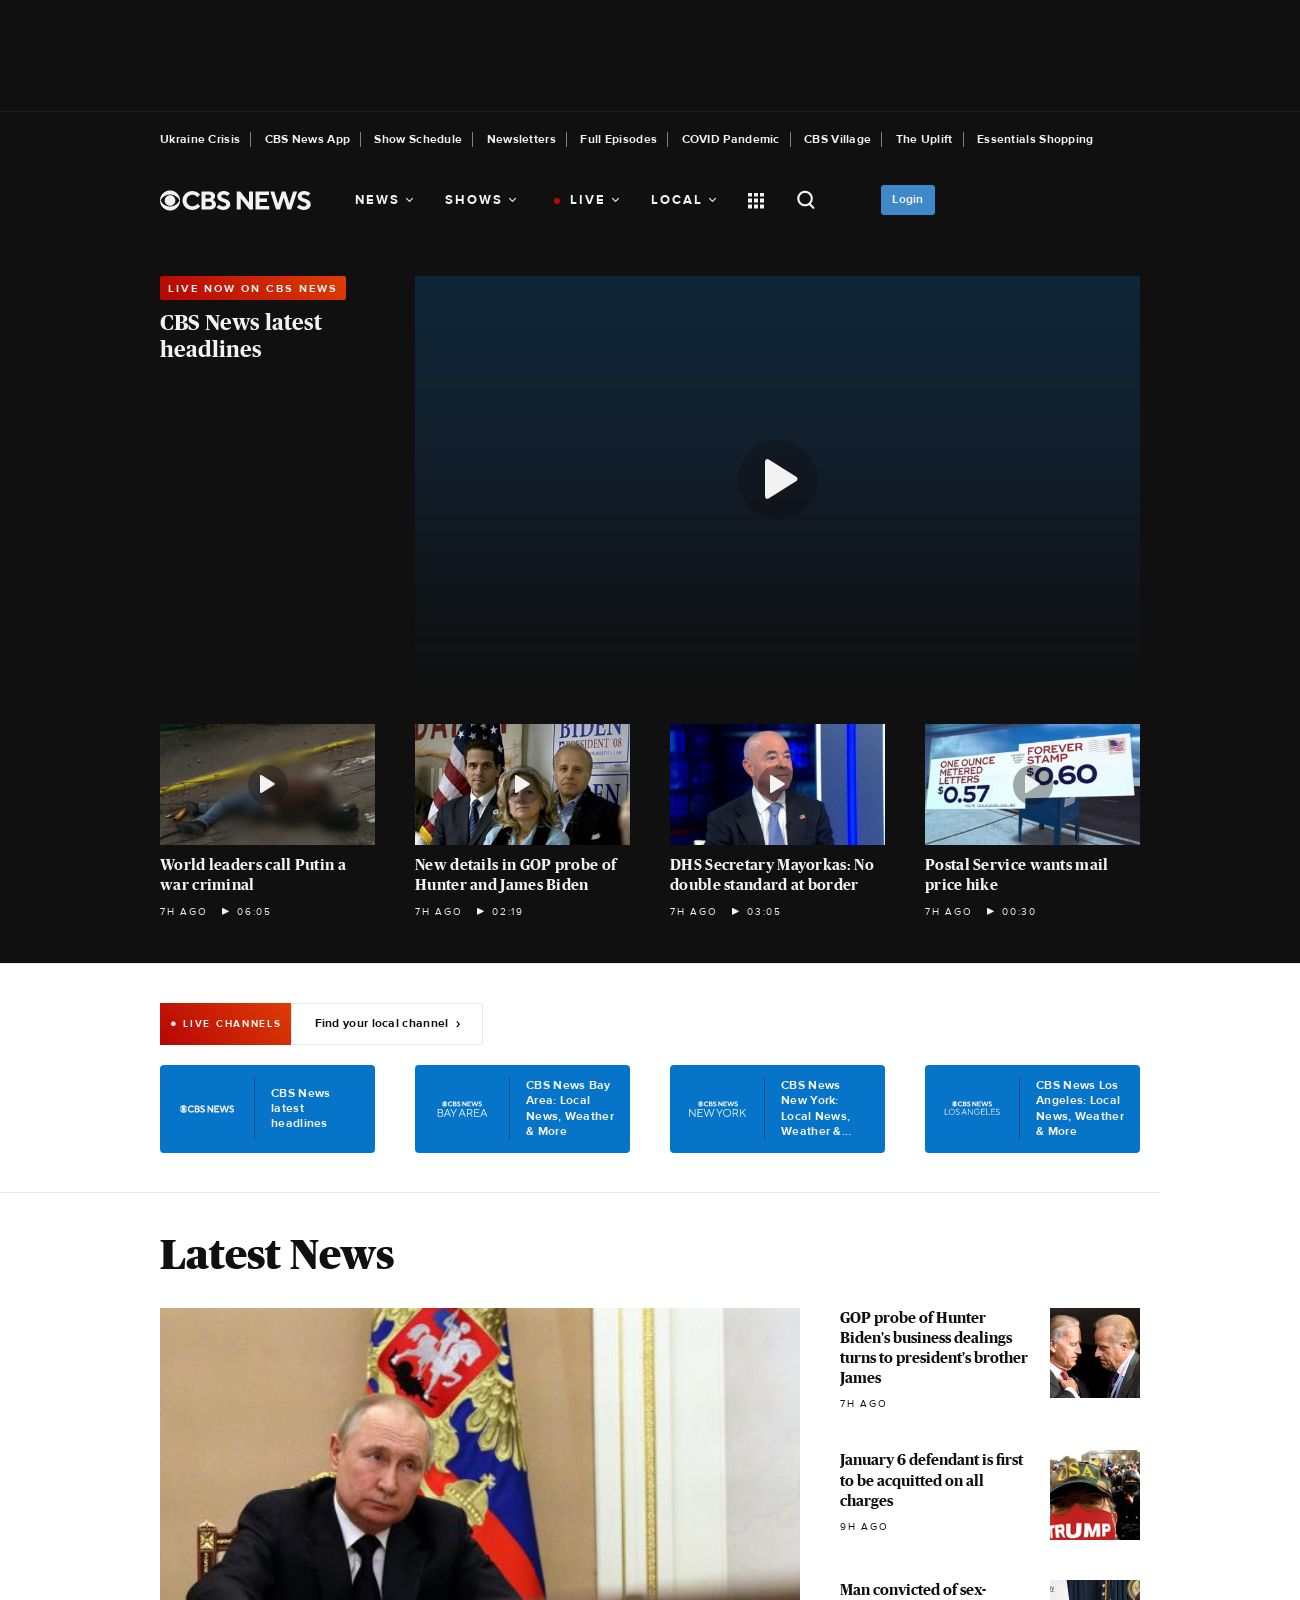 Ukraine Crisis
CBS News App
Show Schedule
Newsletters
Full Episodes
COVID Pandemic
CBS Village
The Uplift
Essentials Shopping
CBS NEWS
NEWS
SHOWS
LIVE
LOCAL
Login
LIVE NOW ON CBS NEWS
CBS News latest
headlines
BIDEN
PRESIDENT '08
ONE OUNCE
METERED
LETTERS
$0.57
FOREVER
STAMP
$0.60
World leaders call Putin a
war criminal
7H AGO
06:05
New details in GOP probe of
Hunter and James Biden
7H AGO
02:19
DHS Secretary Mayorkas: No
double standard at border
7H AGO
03:05
Postal Service wants mail
price hike
7H AGO
00:30
LIVE CHANNELS
Find your local channel ›
CBS NEWS
CBS News
latest
headlines
CBS NEWS
BAY AREA
CBS News Bay
Area: Local
News, Weather
& More
CBS NEWS
NEW YORK
CBS News
New York:
Local News,
Weather &...
CBS NEWS
LOS ANGELES
CBS News Los
Angeles: Local
News, Weather
& More
Latest News
GOP probe of Hunter
Biden's business dealings
turns to president's brother
James
7H AGO
January 6 defendant is first
to be acquitted on all
charges
9H AGO
USA
TRUMP
Man convicted of sex-